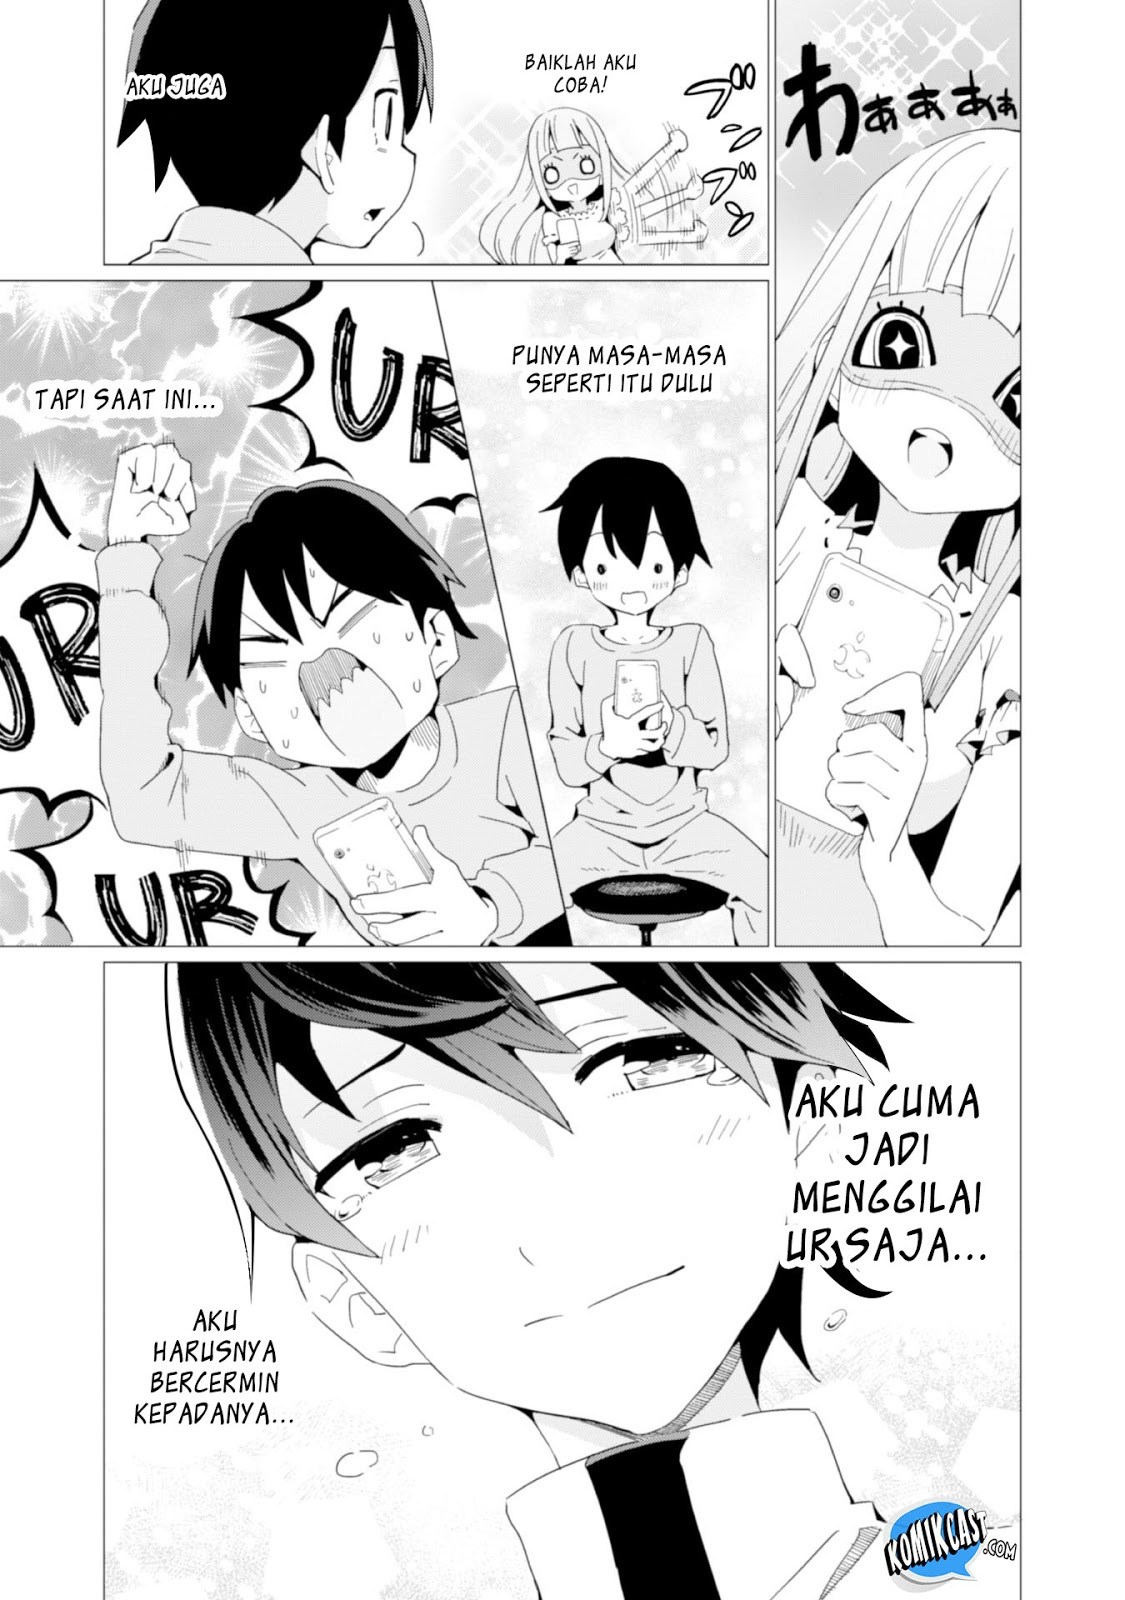 わぁぁぁぁぁ
BAIKLAH AKU
COBA!
ブンブン
AKU JUGA
PUNYA MASA-MASA
SEPERTI ITU DULU
TAPI SAAT INI...
UR
UR
UR
AKU CUMA
JADI
MENGGILAI
UR SAJA...
AKU
HARUSNYA
BERCERMIN
KEPADANYA...
KOMIKCAST
.COM